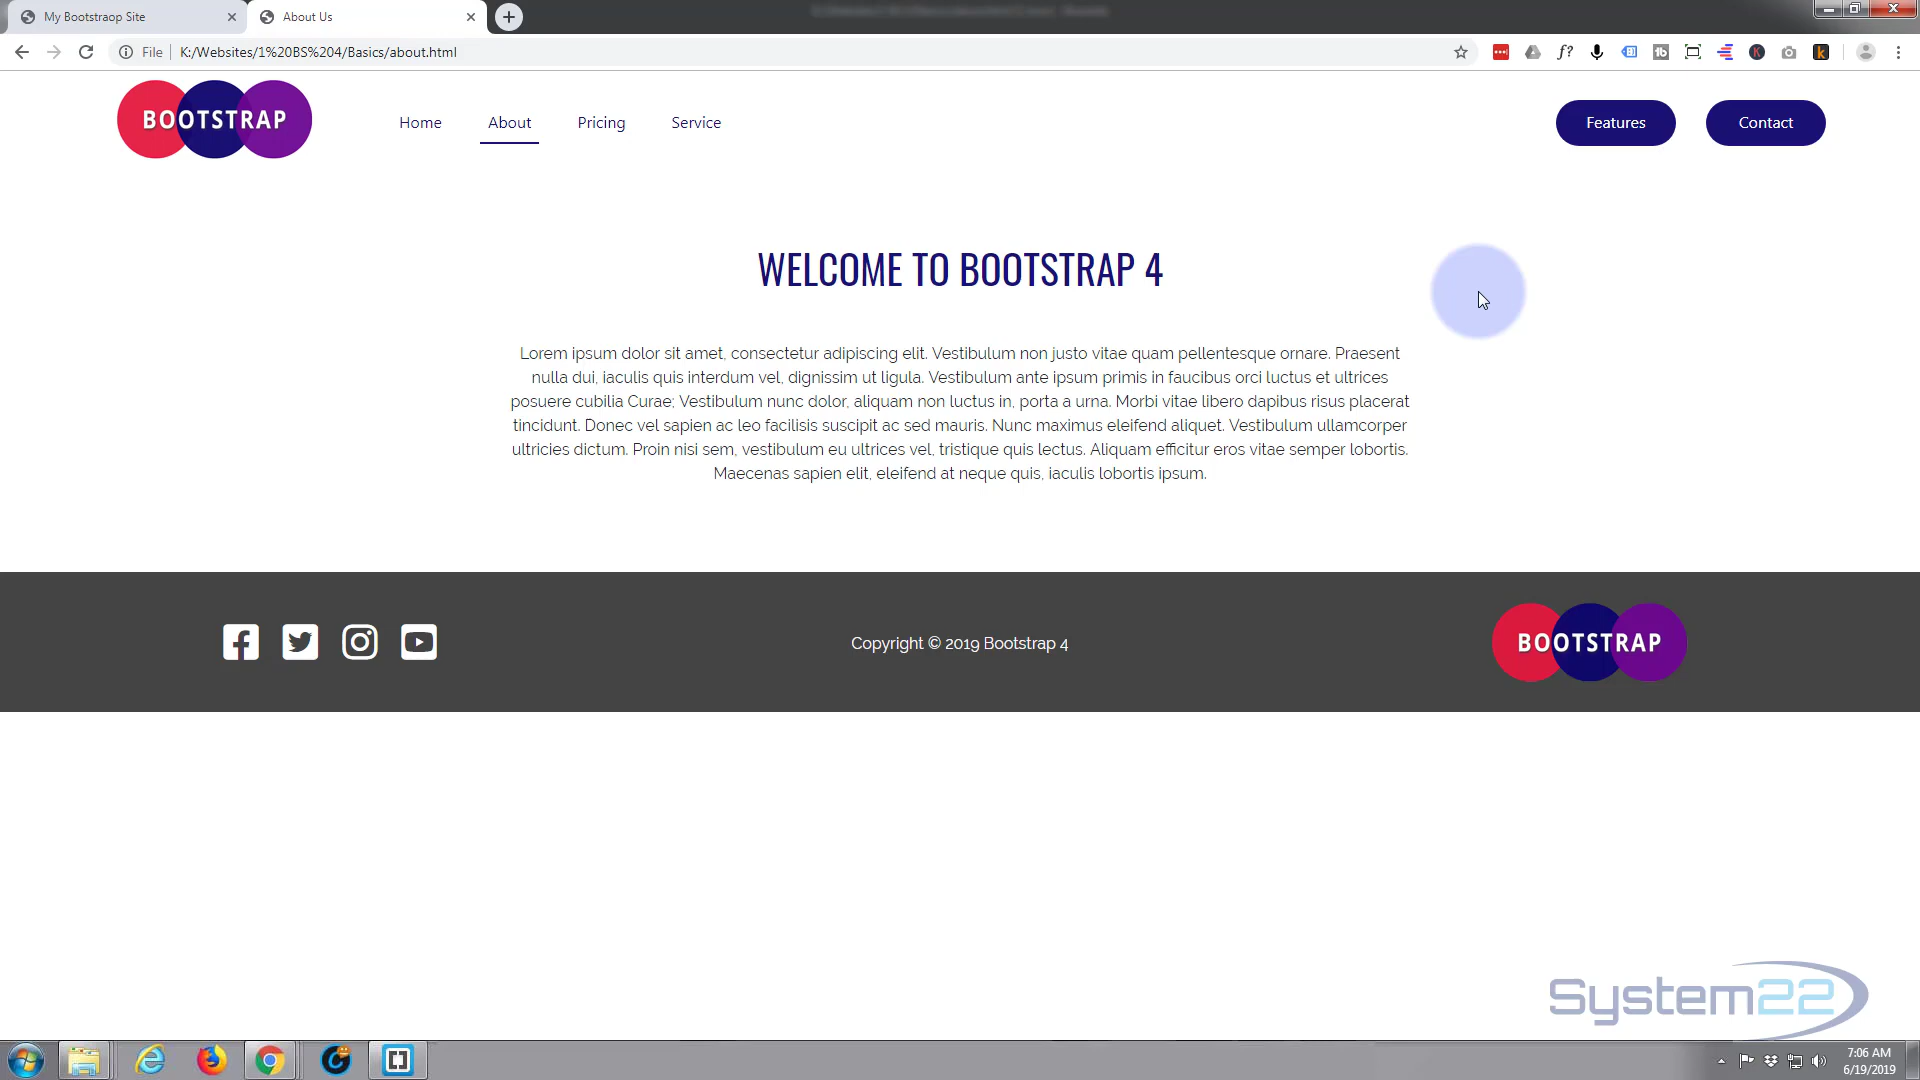 My Bootstraop Site
About Us
File
K:/Websites/1%20BS%204/Basics/about.html
f?
BOOTSTRAP
Home
About
Pricing
Service
Features
Contact
WELCOME TO BOOTSTRAP 4
Lorem ipsum dolor sit amet, consectetur adipiscing elit. Vestibulum non justo vitae quam pellentesque ornare. Praesent
nulla dui, iaculis quis interdum vel, dignissim ut ligula. Vestibulum ante ipsum primis in faucibus orci luctus et ultrices
posuere cubilia Curae; Vestibulum nunc dolor, aliquam non luctus in, porta a urna. Morbi vitae libero dapibus risus placerat
tincidunt. Donec vel sapien ac leo facilisis suscipit ac sed mauris. Nunc maximus eleifend aliquet. Vestibulum ullamcorper
ultricies dictum. Proin nisi sem, vestibulum eu ultrices vel, tristique quis lectus. Aliquam efficitur eros vitae semper lobortis.
Maecenas sapien elit, eleifend at neque quis, iaculis lobortis ipsum.
Copyright © 2019 Bootstrap 4
BOOTSTRAP
System22
7:06 AM
6/19/2019